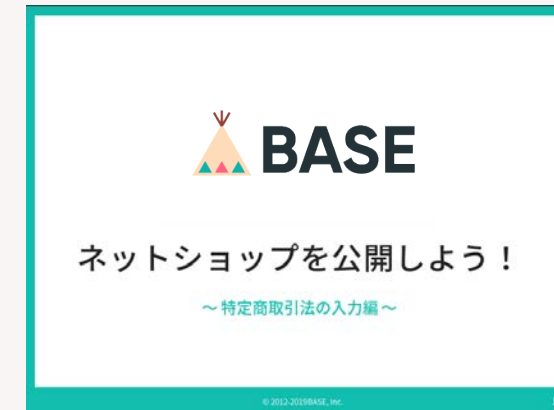 BASE
ネットショップを公開しよう！
～ 特定商取引法の入力編 ～
© 2012-2019BASE, Inc.